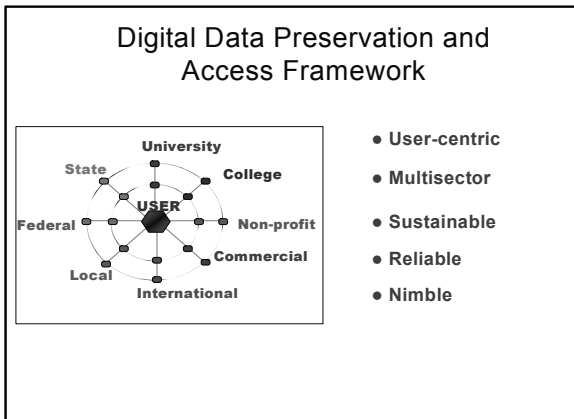 Digital Data Preservation and
Access Framework
University
State
College
USER
Federal
Non-profit
Commercial
Local
International
● User-centric
● Multisector
● Sustainable
● Reliable
● Nimble